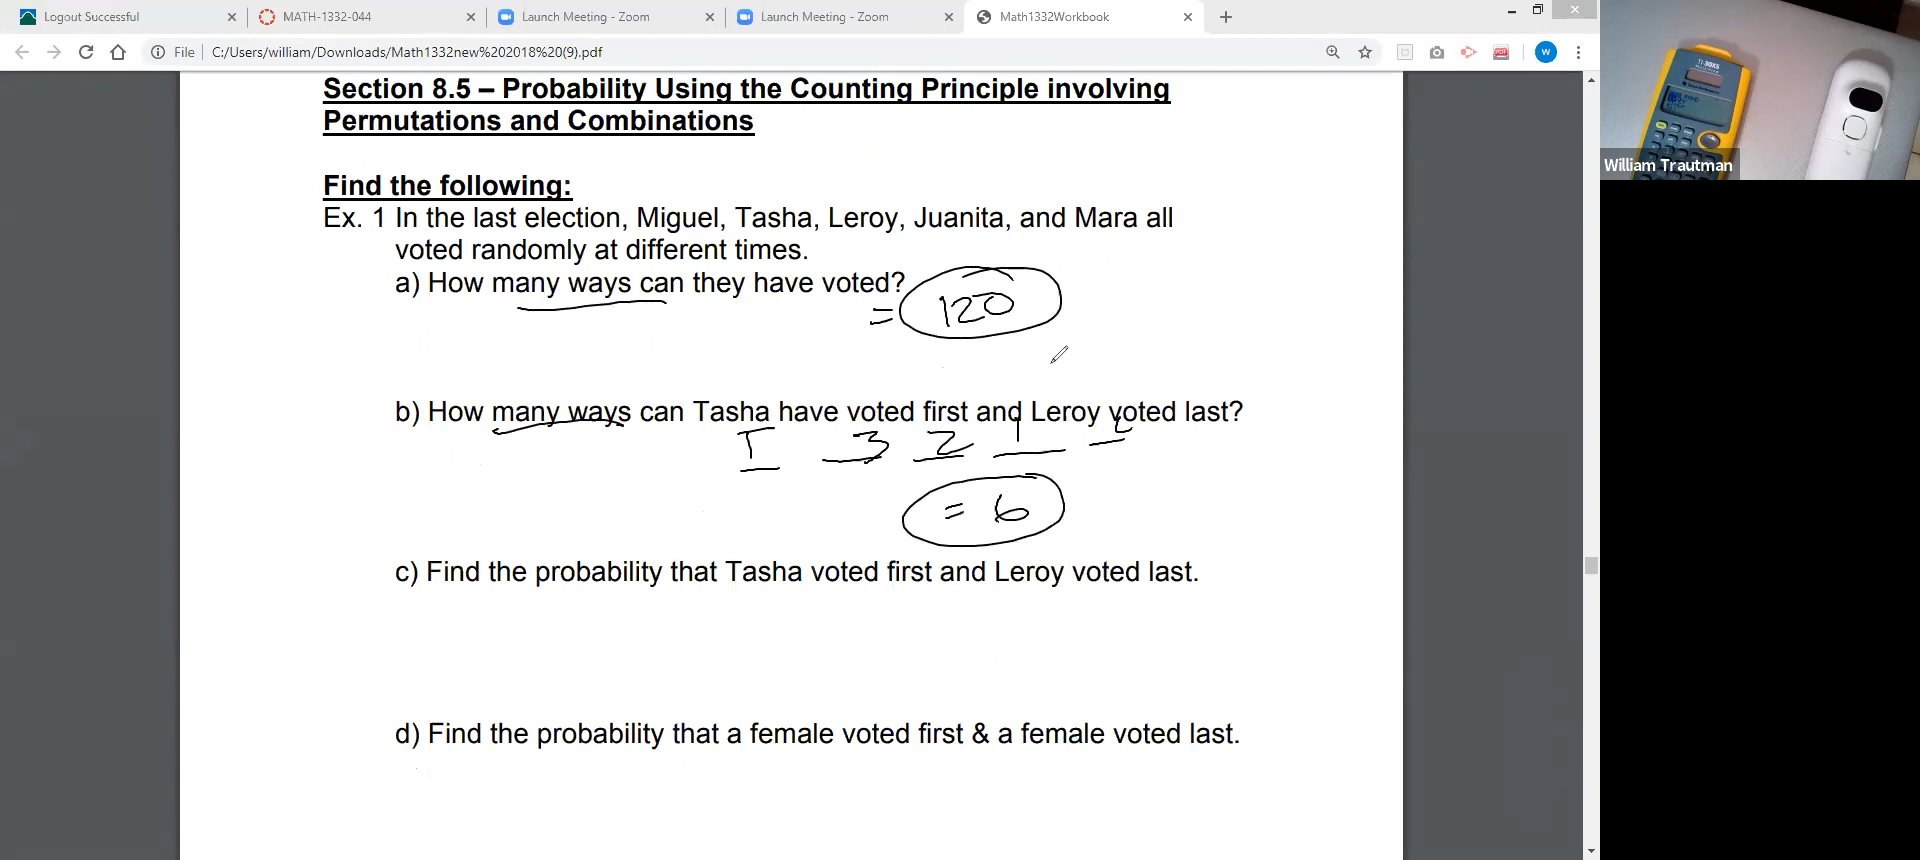 Logout Successful
MATH-1332-044
Launch Meeting - Zoom
Launch Meeting - Zoom
Math1332Workbook
File
C:/Users/william/Downloads/Math1332new%202018%20(9).pdf
W
Section 8.5 – Probability Using the Counting Principle involving
Permutations and Combinations
TI-30XS
William Trautman
Find the following:
Ex. 1 In the last election, Miguel, Tasha, Leroy, Juanita, and Mara all
voted randomly at different times.
a) How many ways can they have voted?
= 120
b) How many ways can Tasha have voted first and Leroy voted last?
T 3 2 1 L
= 6
c) Find the probability that Tasha voted first and Leroy voted last.
d) Find the probability that a female voted first & a female voted last.